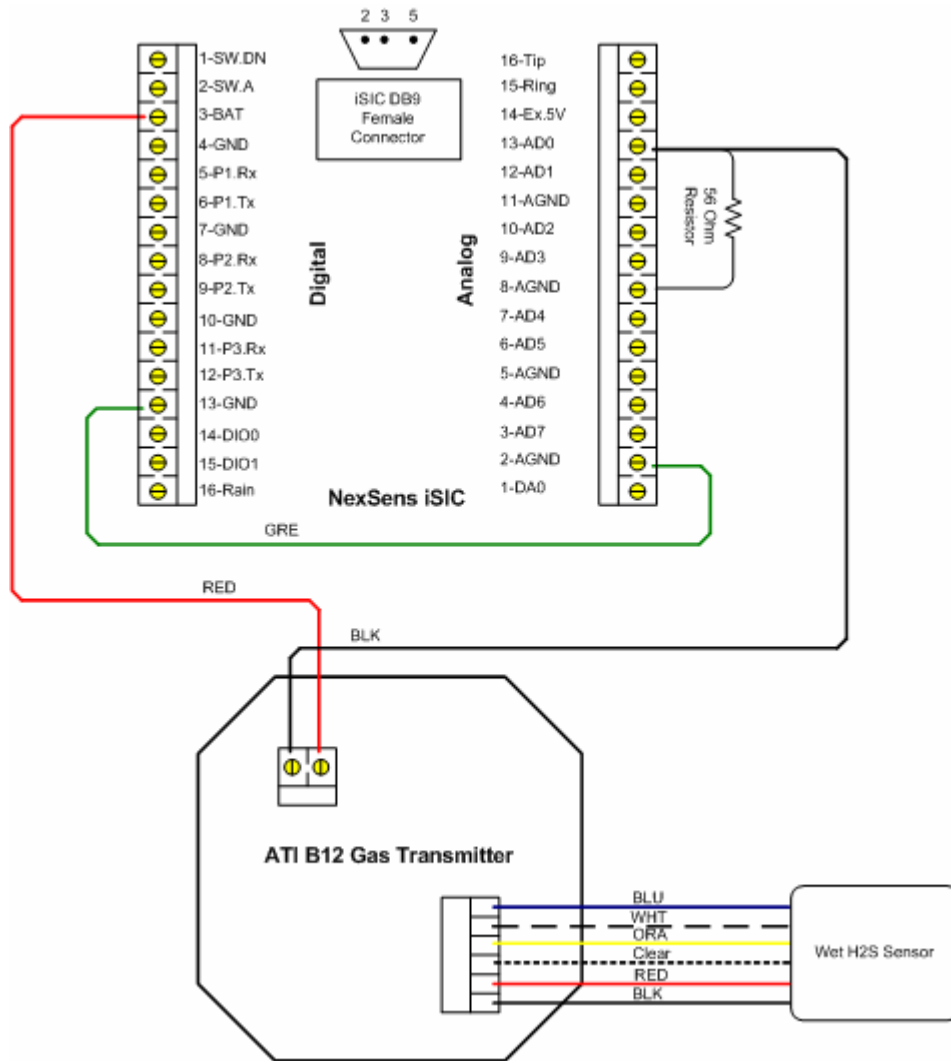 2 3 5
iSIC DB9
Female
Connector
1-SW.DN
2-SW.A
3-BAT
4-GND
5-P1.Rx
6-P1.Tx
7-GND
8-P2.Rx
9-P2.Tx
10-GND
11-P3.Rx
12-P3.Tx
13-GND
14-DIO0
15-DIO1
16-Rain
Digital
Analog
16-Tip
15-Ring
14-Ex.5V
13-AD0
12-AD1
11-AGND
10-AD2
9-AD3
8-AGND
7-AD4
6-AD5
5-AGND
4-AD6
3-AD7
2-AGND
1-DA0
56 Ohm
Resistor
NexSens iSIC
GRE
RED
BLK
ATI B12 Gas Transmitter
BLU
WHT
ORA
Clear
RED
BLK
Wet H2S Sensor